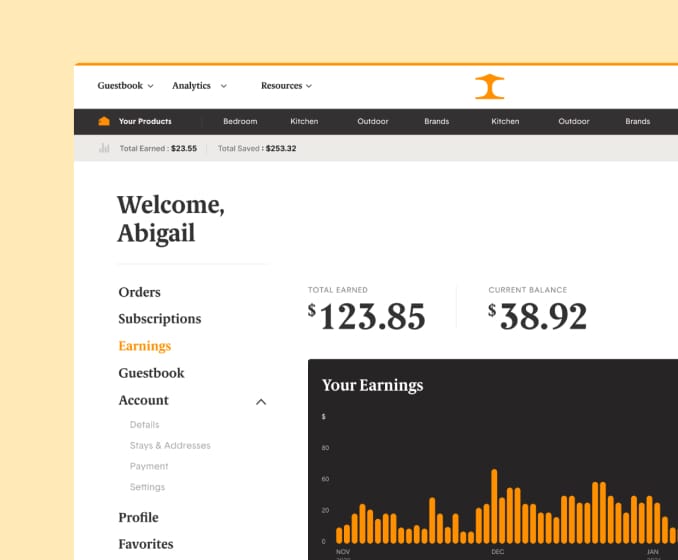 Guestbook Analytics Resources
Your Products Bedroom Kitchen Outdoor Brands Kitchen Outdoor Brands
Total Earned : $23.55 Total Saved : $253.32
Welcome,
Abigail
Orders
Subscriptions
Earnings
Guestbook
Account
Details
Stays & Addresses
Payment
Settings
Profile
Favorites
TOTAL EARNED
$123.85
CURRENT BALANCE
$38.92
Your Earnings
$
80
60
20
0
NOV DEC JAN